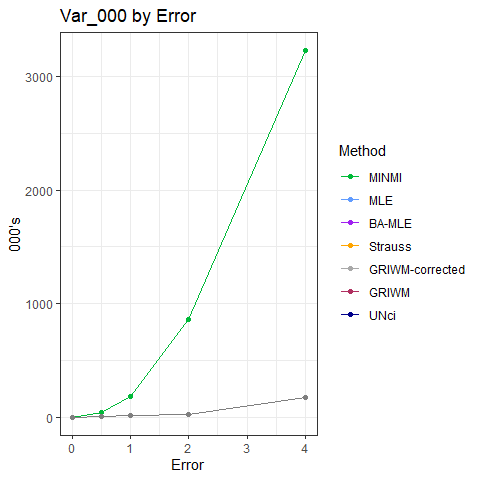 Var_000 by Error
000's
3000
2000
1000
0
0 1 2 3 4
Error
Method
MINMI
MLE
BA-MLE
Strauss
GRIWM-corrected
GRIWM
UNci